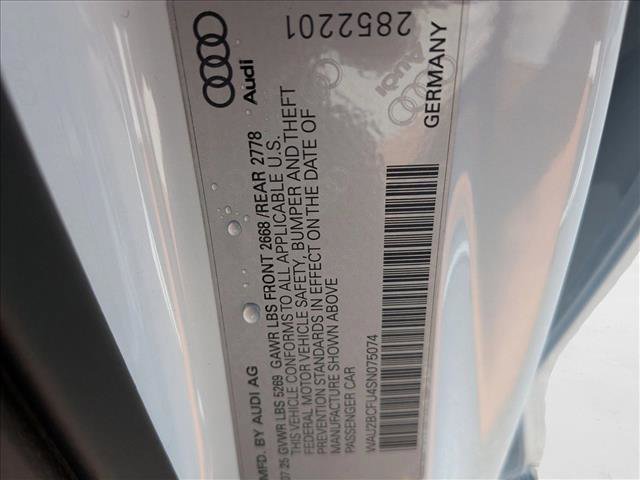 Audi
2852201
MFD. BY AUDI AG
07 25 GVWR LBS 5269 GAWR LBS FRONT 2668 /REAR 2778
THIS VEHICLE CONFORMS TO ALL APPLICABLE U.S.
FEDERAL MOTOR VEHICLE SAFETY, BUMPER AND THEFT
PREVENTION STANDARDS IN EFFECT ON THE DATE OF
MANUFACTURE SHOWN ABOVE
PASSENGER CAR
WAU2BCFU4SN075074
Audi
GERMANY